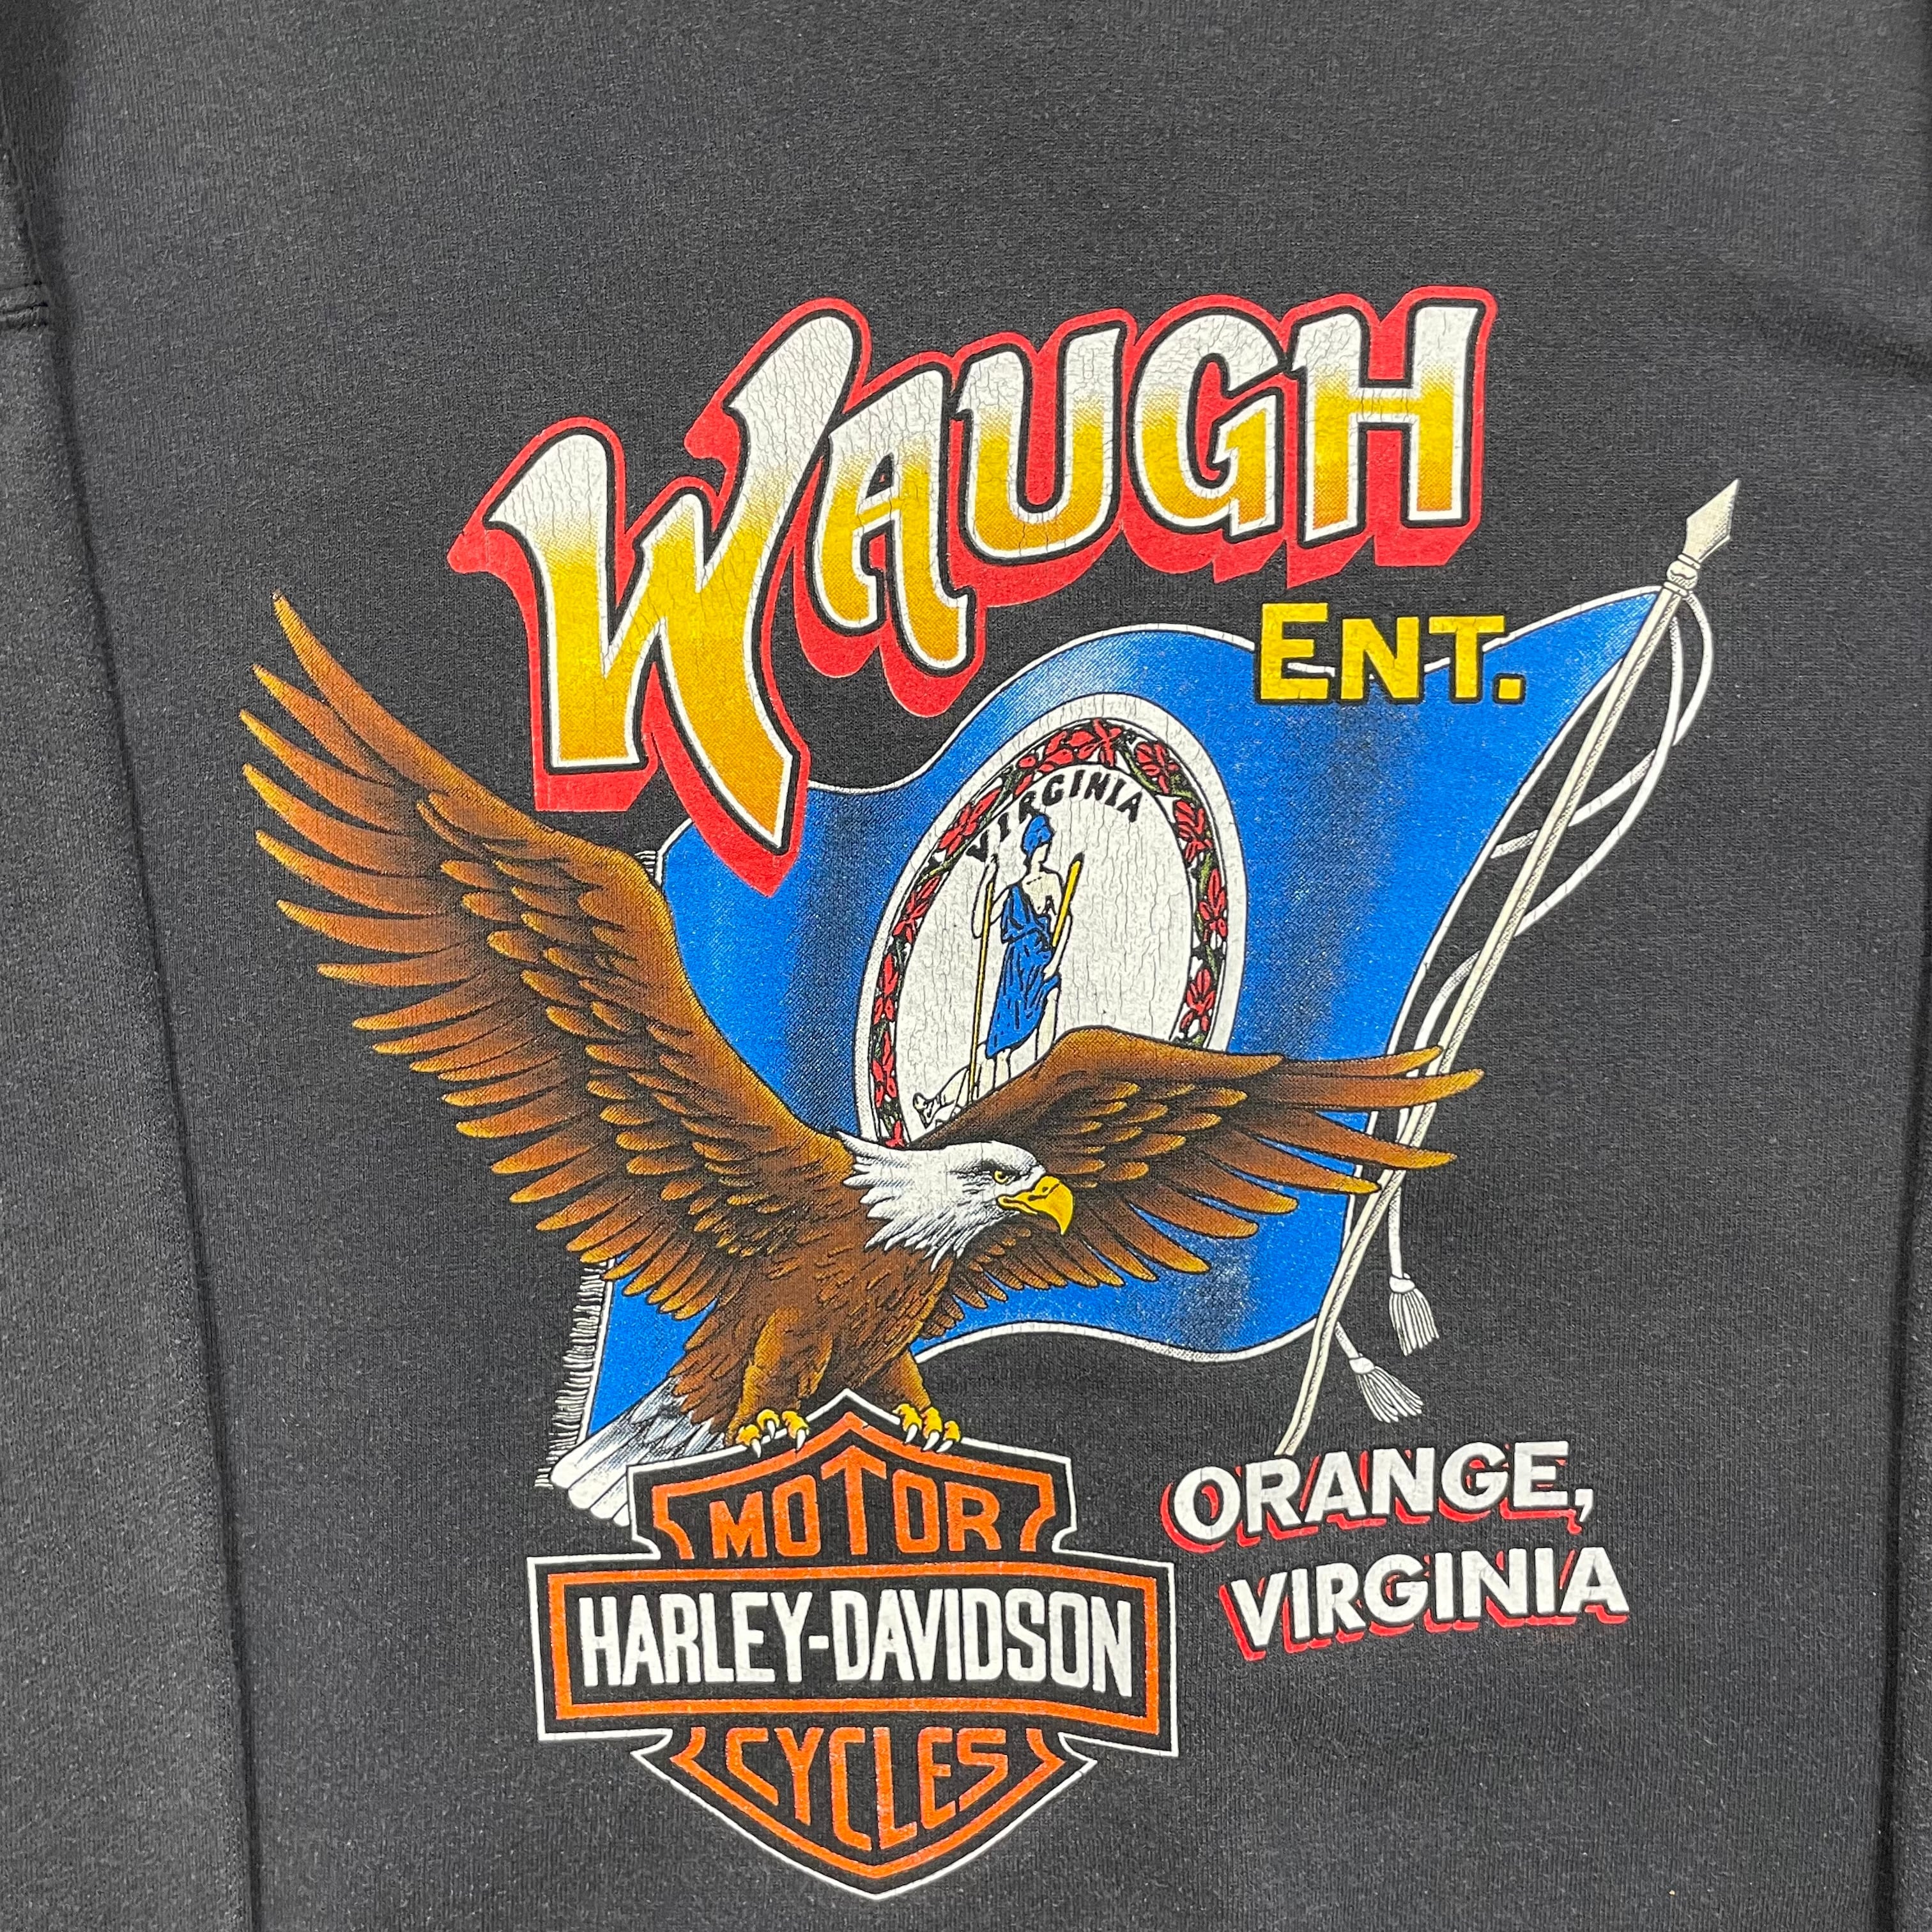 WAUGH
ENT.
VIRGINIA
MOTOR
HARLEY-DAVIDSON
CYCLES
ORANGE,
VIRGINIA